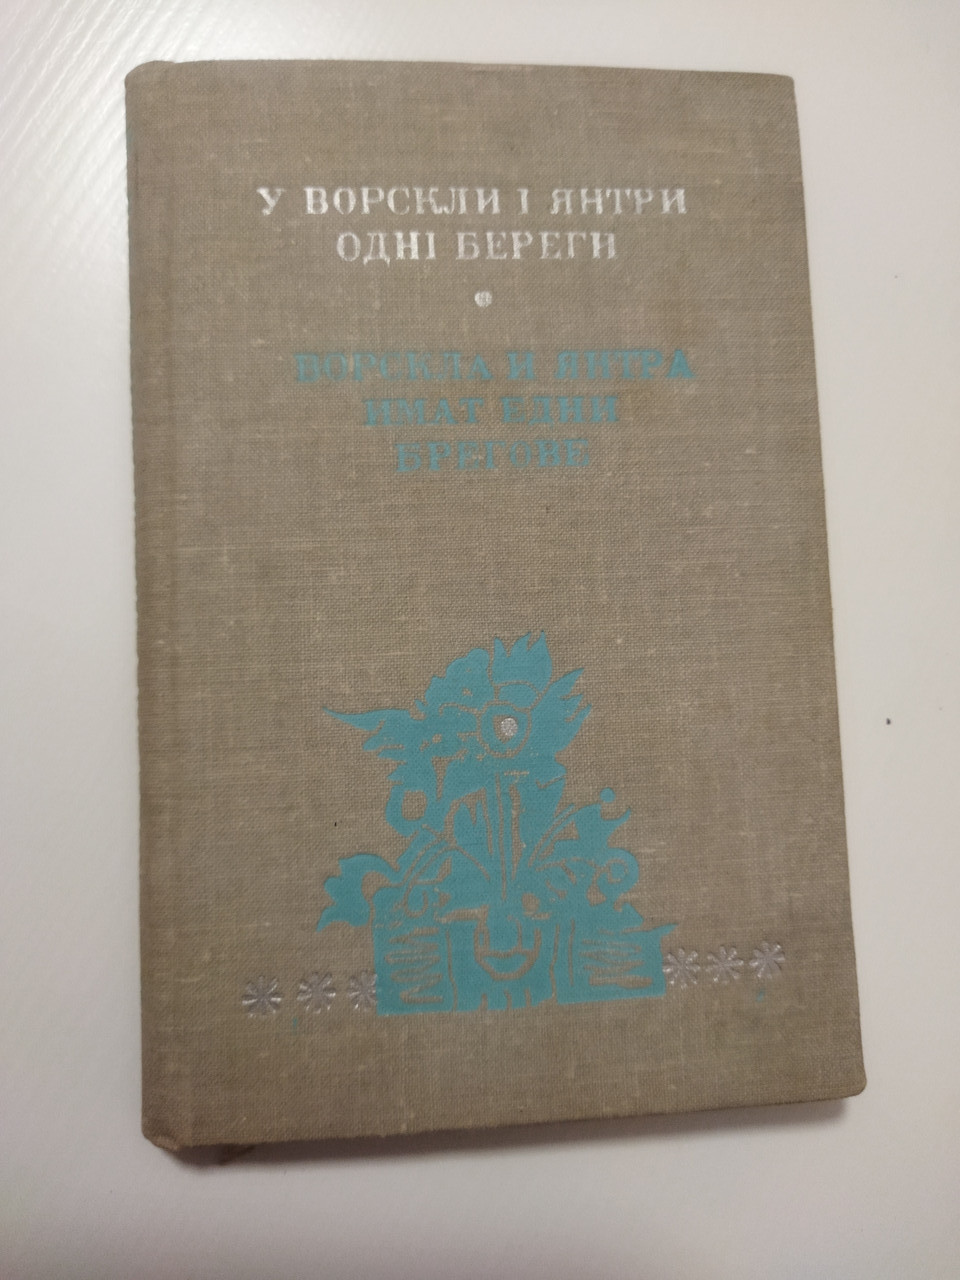 У ВОРСКЛИ І ЯНТРИ
ОДНІ БЕРЕГИ
ВОРСКЛА И ЯНТРА
ИМАТ ЕДНИ
БРЕГОВЕ